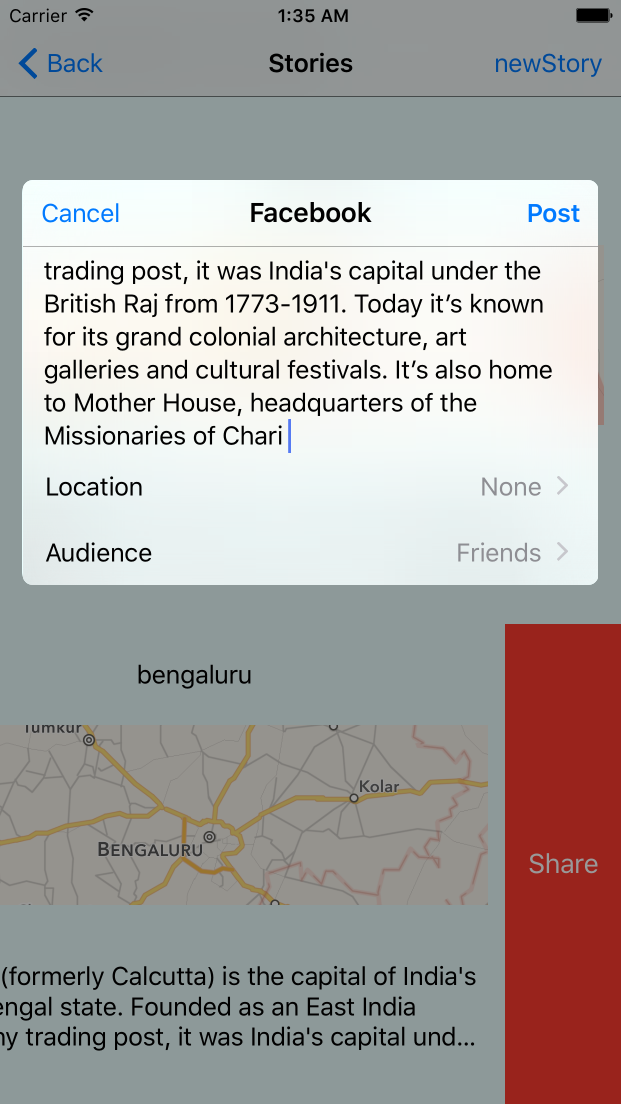 Carrier 1:35 AM
Back Stories newStory
Cancel Facebook Post
trading post, it was India's capital under the
British Raj from 1773-1911. Today it’s known
for its grand colonial architecture, art
galleries and cultural festivals. It’s also home
to Mother House, headquarters of the
Missionaries of Chari
Location None
Audience Friends
bengaluru
Tumkur
Kolar
BENGALURU
Share
(formerly Calcutta) is the capital of India's
engal state. Founded as an East India
ny trading post, it was India's capital und...